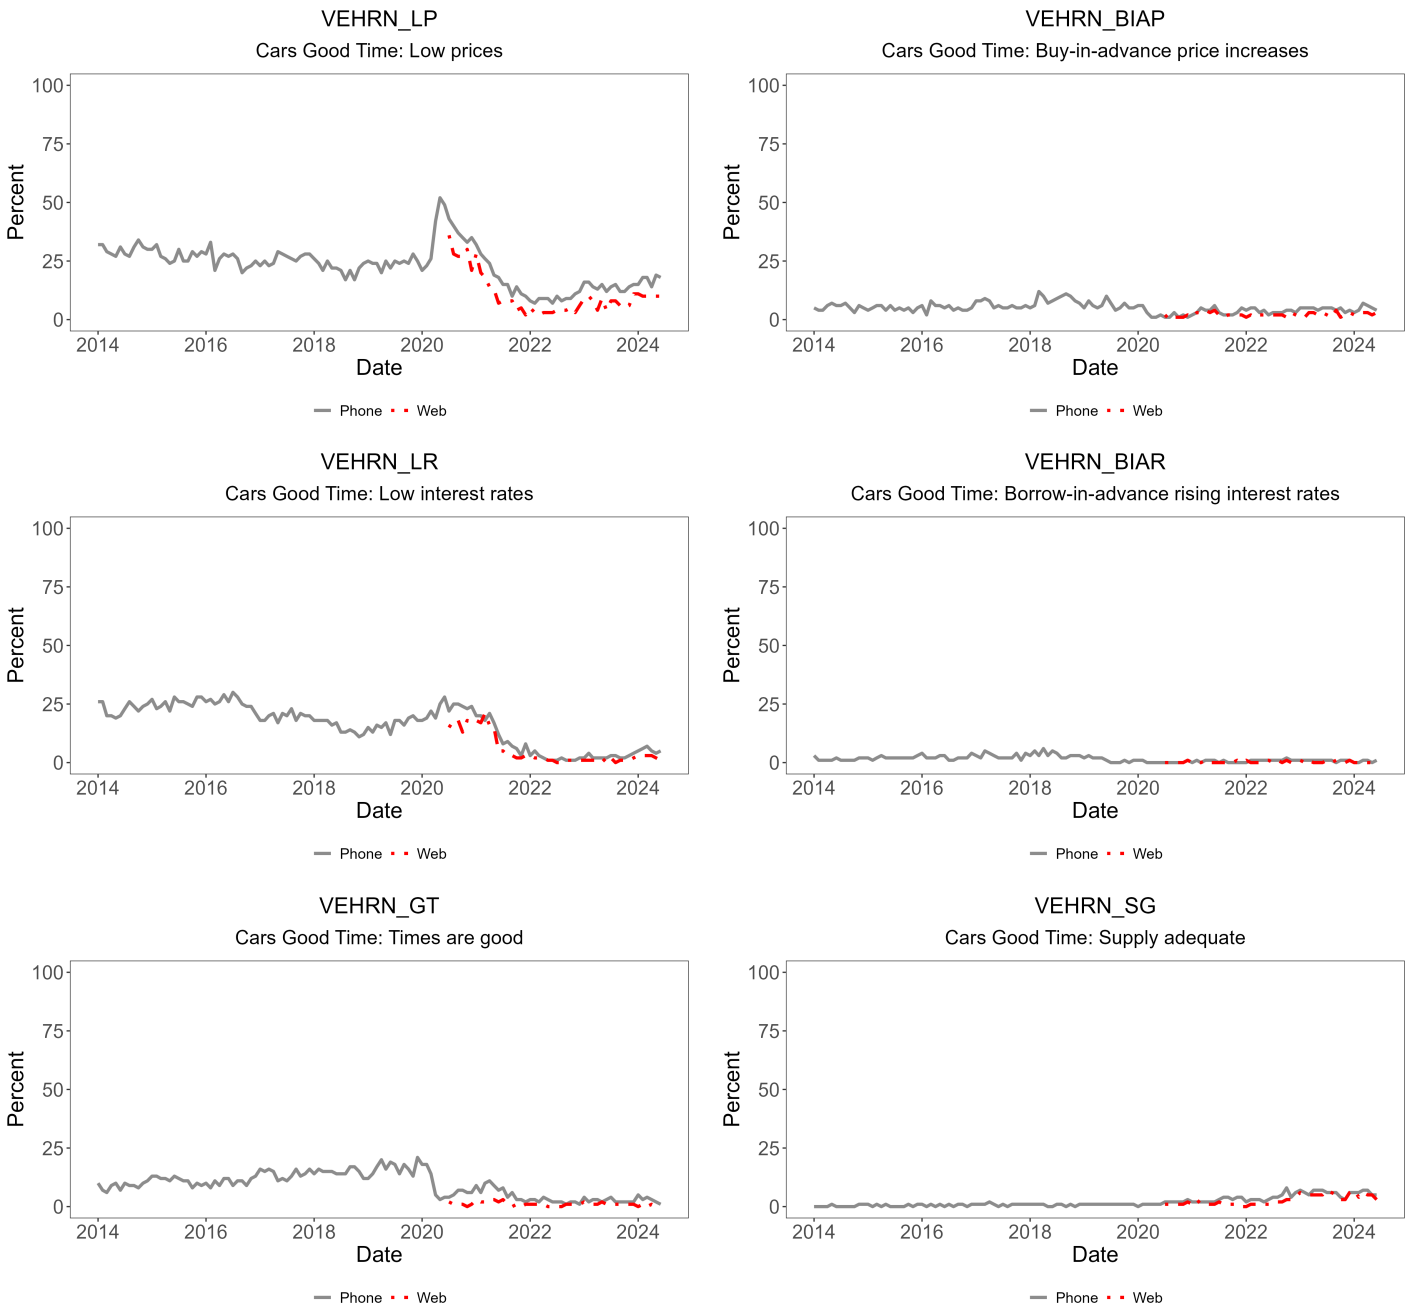 VEHRN_LP
Cars Good Time: Low prices
100
75
50
25
0
Percent
2014 2016 2018 2020 2022 2024
Date
Phone Web
VEHRN_BIAP
Cars Good Time: Buy-in-advance price increases
100
75
50
25
0
Percent
2014 2016 2018 2020 2022 2024
Date
Phone Web
VEHRN_LR
Cars Good Time: Low interest rates
100
75
50
25
0
Percent
2014 2016 2018 2020 2022 2024
Date
Phone Web
VEHRN_BIAR
Cars Good Time: Borrow-in-advance rising interest rates
100
75
50
25
0
Percent
2014 2016 2018 2020 2022 2024
Date
Phone Web
VEHRN_GT
Cars Good Time: Times are good
100
75
50
25
0
Percent
2014 2016 2018 2020 2022 2024
Date
Phone Web
VEHRN_SG
Cars Good Time: Supply adequate
100
75
50
25
0
Percent
2014 2016 2018 2020 2022 2024
Date
Phone Web